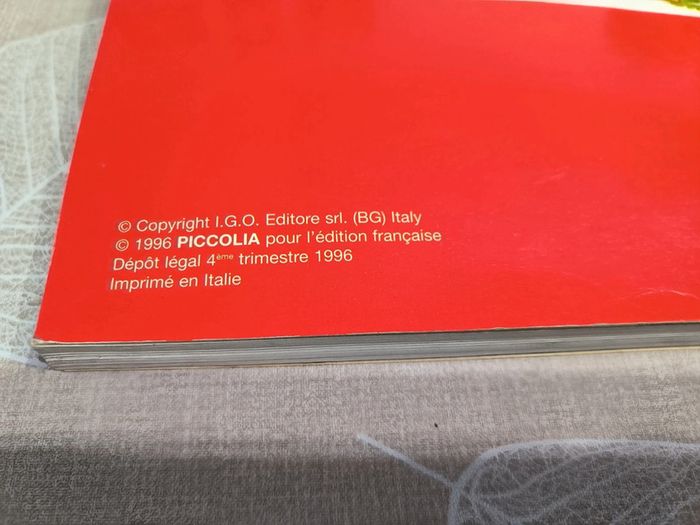 © Copyright I.G.O. Editore srl. (BG) Italy
© 1996 PICCOLIA pour l'édition française
Dépôt légal 4ème trimestre 1996
Imprimé en Italie